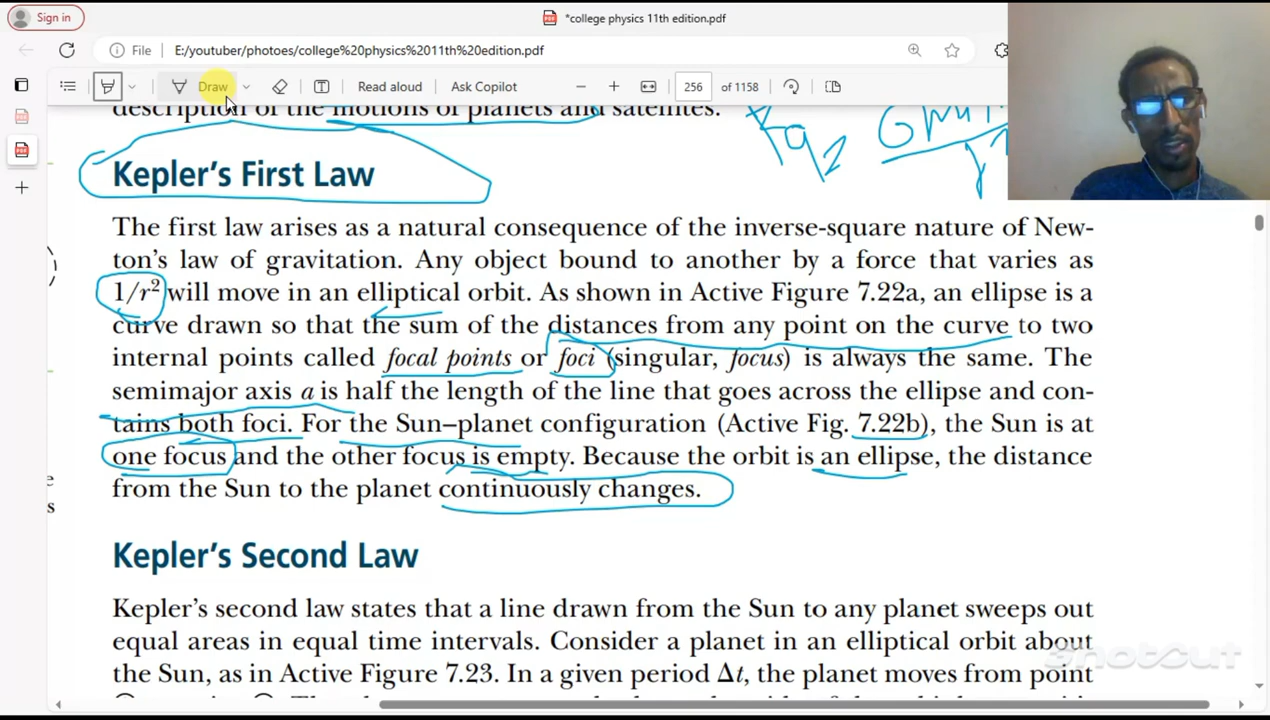 Sign in
*college physics 11th edition.pdf
File E:/youtuber/photoes/college%20physics%2011th%20edition.pdf
Draw Read aloud Ask Copilot 256 of 1158
description of the motions of planets and satellites.
Kepler's First Law
The first law arises as a natural consequence of the inverse-square nature of New-
ton's law of gravitation. Any object bound to another by a force that varies as
1/r² will move in an elliptical orbit. As shown in Active Figure 7.22a, an ellipse is a
curve drawn so that the sum of the distances from any point on the curve to two
internal points called focal points or foci (singular, focus) is always the same. The
semimajor axis a is half the length of the line that goes across the ellipse and con-
tains both foci. For the Sun–planet configuration (Active Fig. 7.22b), the Sun is at
one focus and the other focus is empty. Because the orbit is an ellipse, the distance
from the Sun to the planet continuously changes.
Kepler's Second Law
Kepler's second law states that a line drawn from the Sun to any planet sweeps out
equal areas in equal time intervals. Consider a planet in an elliptical orbit about
the Sun, as in Active Figure 7.23. In a given period Δt, the planet moves from point
shotcut